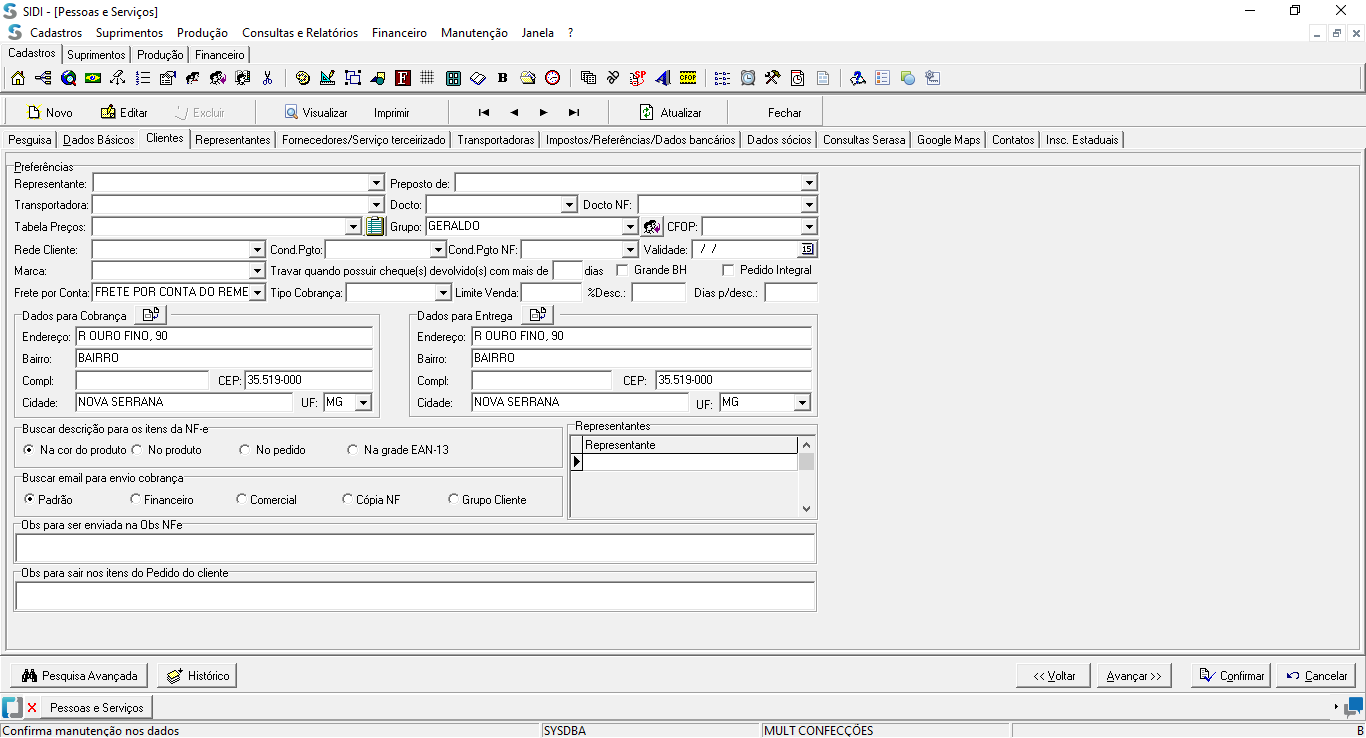 SIDI - [Pessoas e Serviços]
Cadastros Suprimentos Produção Consultas e Relatórios Financeiro Manutenção Janela ?
Cadastros Suprimentos Produção Financeiro
F B SP CFOP
Novo Editar Excluir Visualizar Imprimir Atualizar Fechar
Pesquisa Dados Básicos Clientes Representantes Fornecedores/Serviço terceirizado Transportadoras Impostos/Referências/Dados bancários Dados sócios Consultas Serasa Google Maps Contatos Insc. Estaduais
Preferências
Representante: Preposto de:
Transportadora: Docto: Docto NF:
Tabela Preços: Grupo: GERALDO CFOP:
Rede Cliente: Cond.Pgto: Cond.Pgto NF: Validade: / / 15
Marca: Travar quando possuir cheque(s) devolvido(s) com mais de dias Grande BH Pedido Integral
Frete por Conta: FRETE POR CONTA DO REME Tipo Cobrança: Limite Venda: %Desc.: Dias p/desc.:
Dados para Cobrança
Endereço: R OURO FINO, 90
Bairro: BAIRRO
Compl: CEP: 35.519-000
Cidade: NOVA SERRANA UF: MG
Dados para Entrega
Endereço: R OURO FINO, 90
Bairro: BAIRRO
Compl: CEP: 35.519-000
Cidade: NOVA SERRANA UF: MG
Buscar descrição para os itens da NF-e
Na cor do produto No produto No pedido Na grade EAN-13
Buscar email para envio cobrança
Padrão Financeiro Comercial Cópia NF Grupo Cliente
Representantes
Representante
Obs para ser enviada na Obs NFe
Obs para sair nos itens do Pedido do cliente
Pesquisa Avançada Histórico << Voltar Avançar >> Confirmar Cancelar
Pessoas e Serviços
Confirma manutenção nos dados SYSDBA MULT CONFECÇÕES B